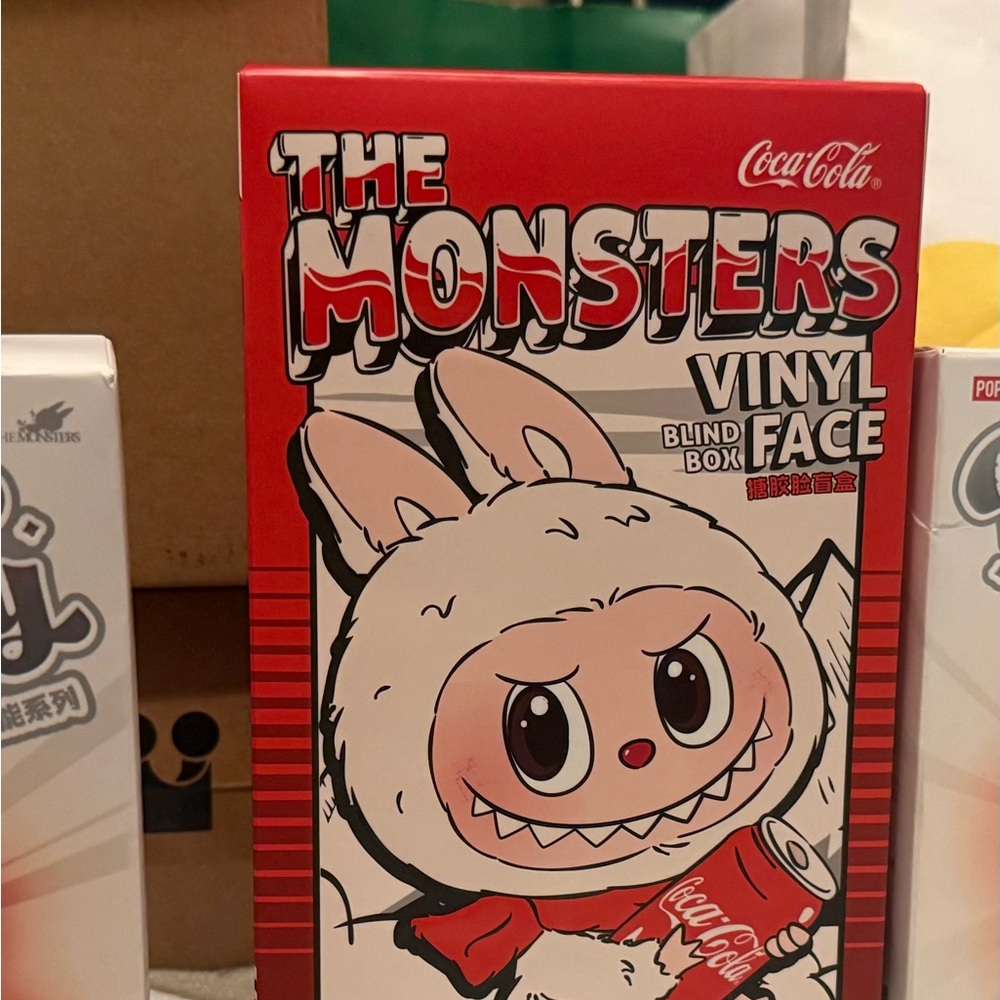 THE
MONSTERS
Coca-Cola®
VINYL
BLIND
BOX
FACE
搪胶脸盲盒
Coca-Cola
THE MONSTERS
能系列
POP